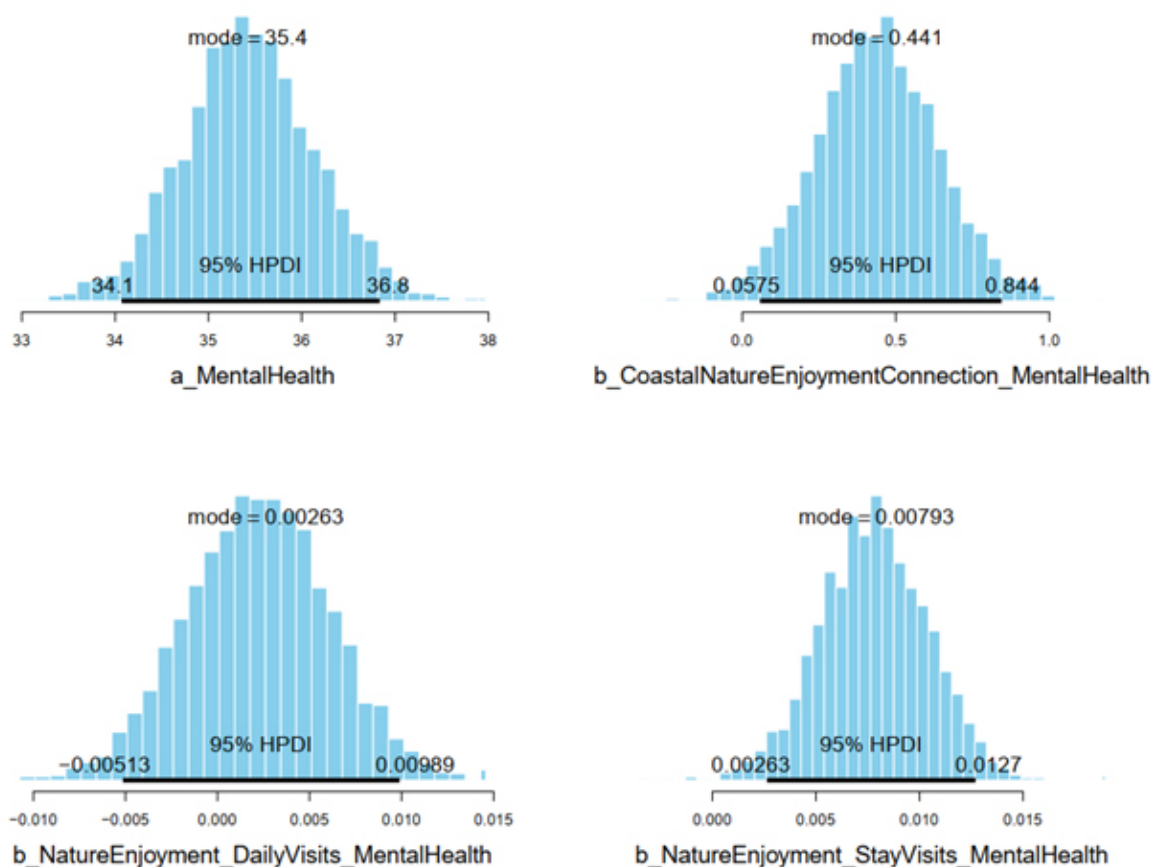 mode = 35.4
95% HPDI
34.1 36.8
33 34 35 36 37 38
a_MentalHealth
mode = 0.441
95% HPDI
0.0575 0.844
0.0 0.5 1.0
b_CoastalNatureEnjoymentConnection_MentalHealth
mode = 0.00263
95% HPDI
−0.00513 0.00989
−0.010 −0.005 0.000 0.005 0.010 0.015
b_NatureEnjoyment_DailyVisits_MentalHealth
mode = 0.00793
95% HPDI
0.00263 0.0127
0.000 0.005 0.010 0.015
b_NatureEnjoyment_StayVisits_MentalHealth